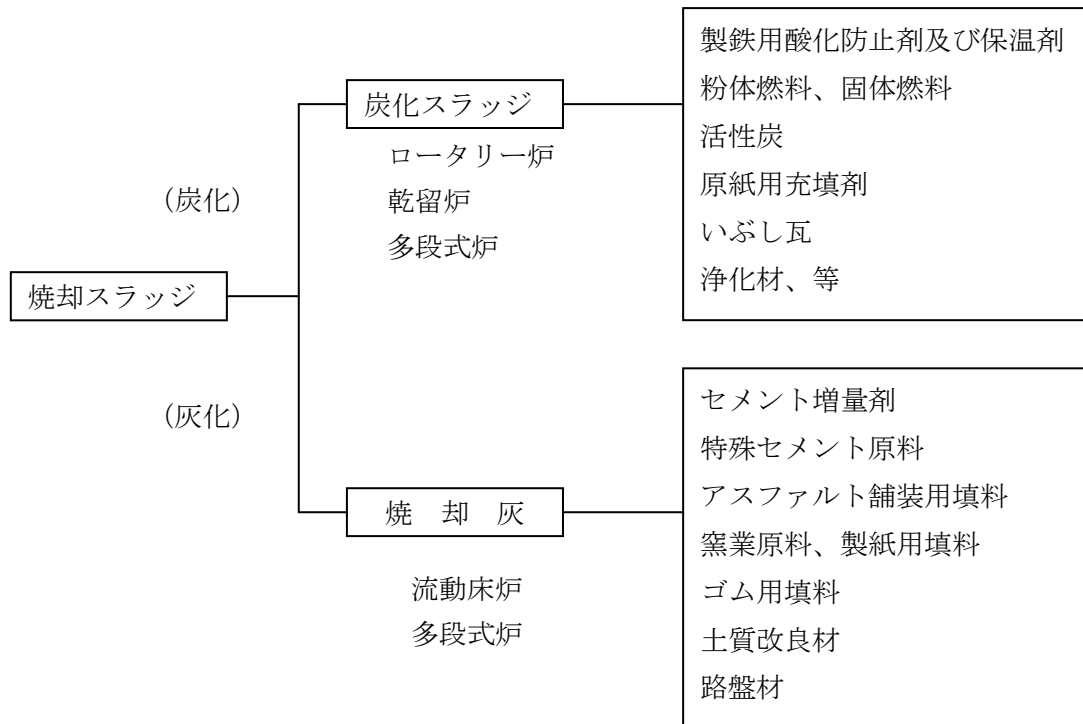 焼却スラッジ
(炭化)
炭化スラッジ
ロータリー炉
乾留炉
多段式炉
製鉄用酸化防止剤及び保温剤
粉体燃料、固体燃料
活性炭
原紙用充填剤
いぶし瓦
浄化材、等
(灰化)
焼 却 灰
流動床炉
多段式炉
セメント増量剤
特殊セメント原料
アスファルト舗装用填料
窯業原料、製紙用填料
ゴム用填料
土質改良材
路盤材